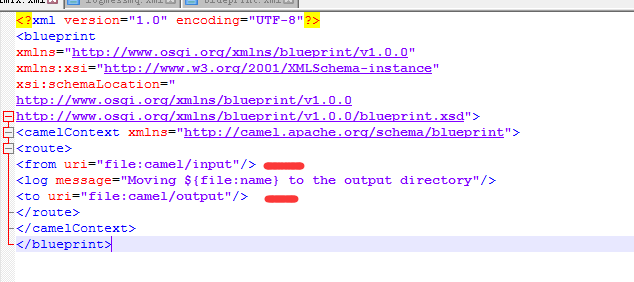 <?xml version="1.0" encoding="UTF-8"?>
<blueprint
xmlns="http://www.osgi.org/xmlns/blueprint/v1.0.0"
xmlns:xsi="http://www.w3.org/2001/XMLSchema-instance"
xsi:schemaLocation="
http://www.osgi.org/xmlns/blueprint/v1.0.0
http://www.osgi.org/xmlns/blueprint/v1.0.0/blueprint.xsd">
<camelContext xmlns="http://camel.apache.org/schema/blueprint">
<route>
<from uri="file:camel/input"/>
<log message="Moving ${file:name} to the output directory"/>
<to uri="file:camel/output"/>
</route>
</camelContext>
</blueprint>